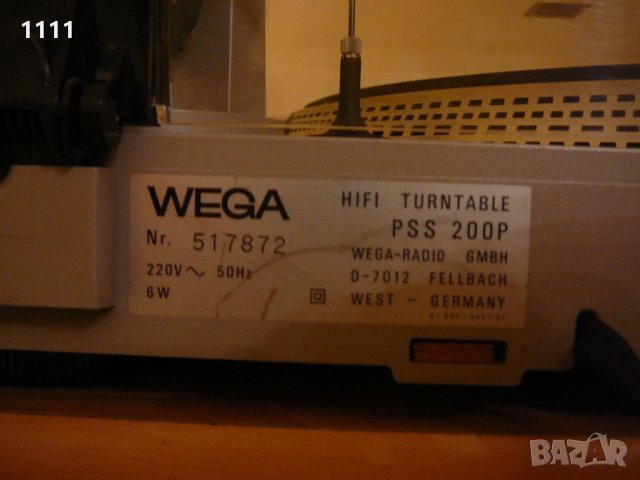 1111
WEGA
Nr. 517872
220V ~ 50Hz
6W
HIFI TURNTABLE
PSS 200P
WEGA-RADIO GMBH
D-7012 FELLBACH
WEST - GERMANY
BAZAR